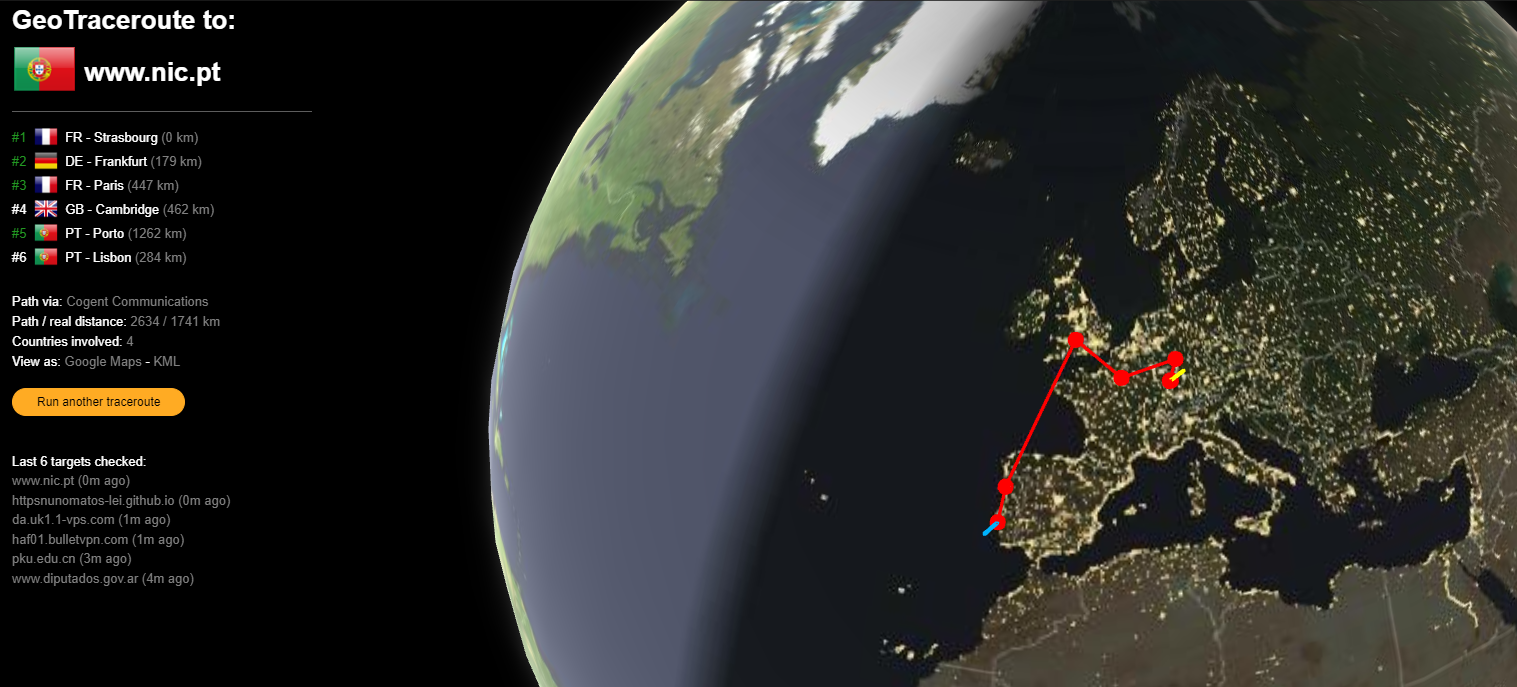 GeoTraceroute to:
www.nic.pt
#1 FR - Strasbourg (0 km)
#2 DE - Frankfurt (179 km)
#3 FR - Paris (447 km)
#4 GB - Cambridge (462 km)
#5 PT - Porto (1262 km)
#6 PT - Lisbon (284 km)
Path via: Cogent Communications
Path / real distance: 2634 / 1741 km
Countries involved: 4
View as: Google Maps - KML
Run another traceroute
Last 6 targets checked:
www.nic.pt (0m ago)
httpsnunomatos-lei.github.io (0m ago)
da.uk1.1-vps.com (1m ago)
haf01.bulletvpn.com (1m ago)
pku.edu.cn (3m ago)
www.diputados.gov.ar (4m ago)